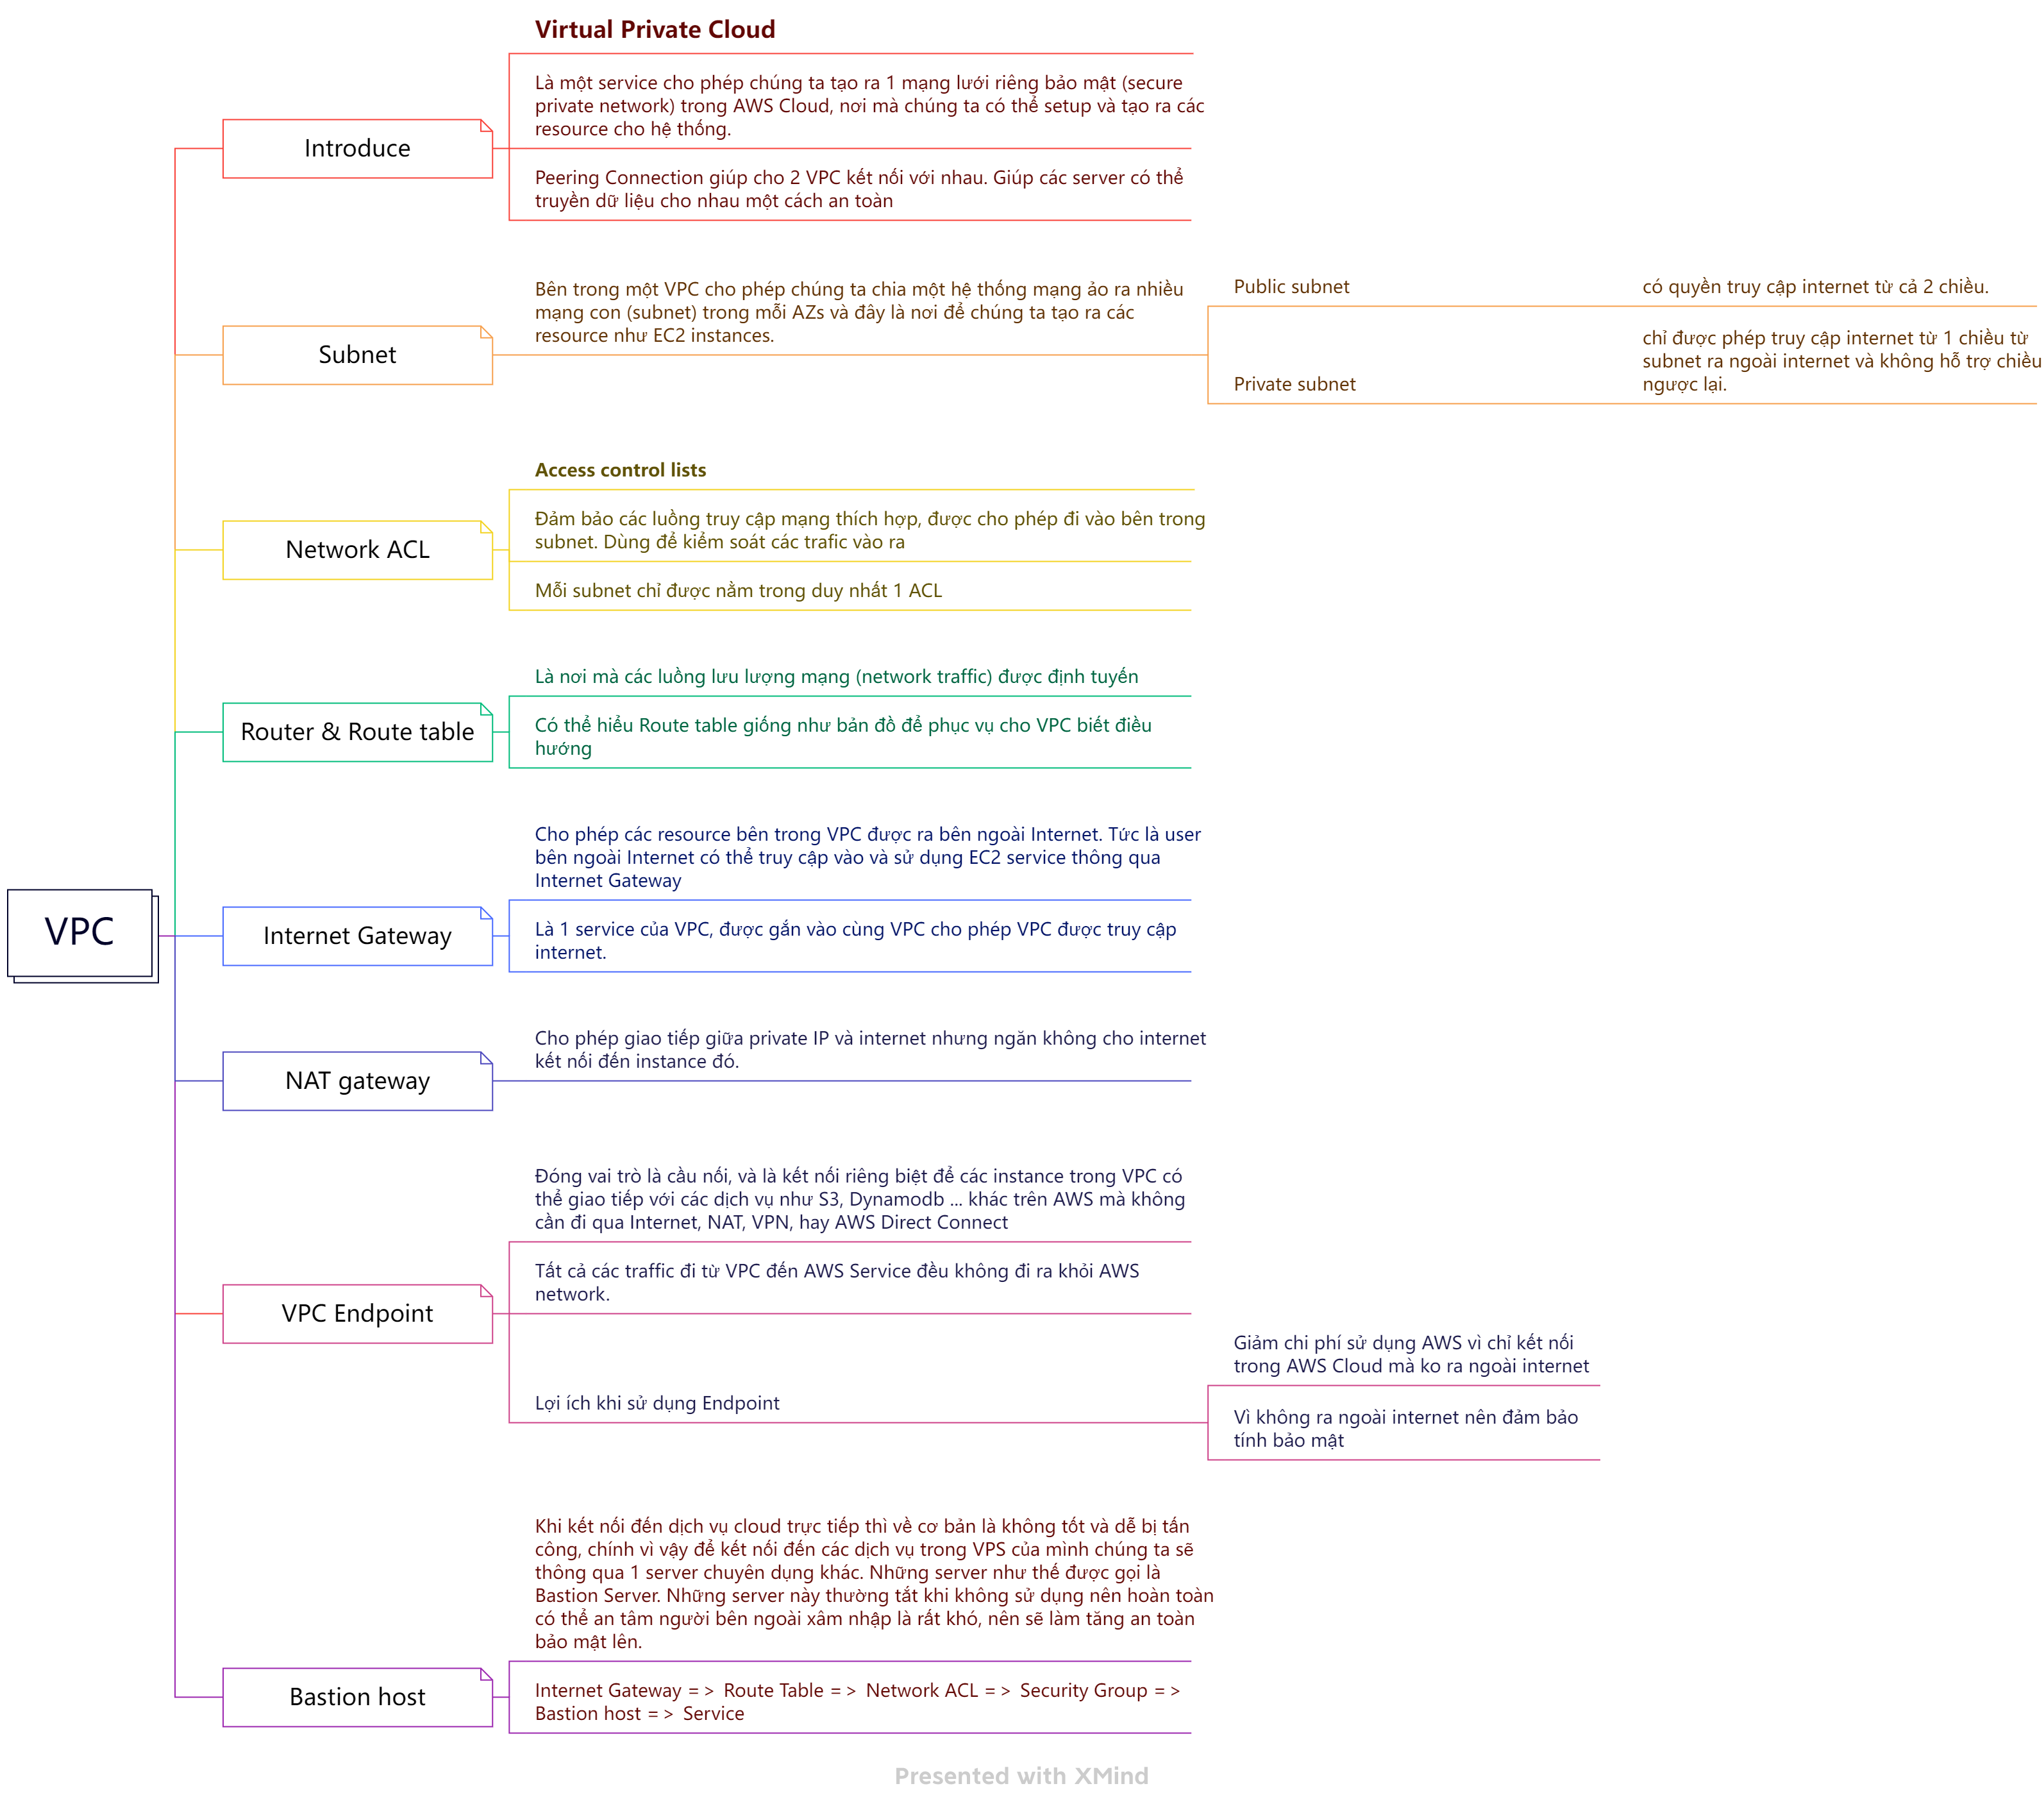 Virtual Private Cloud
Là một service cho phép chúng ta tạo ra 1 mạng lưới riêng bảo mật (secure
private network) trong AWS Cloud, nơi mà chúng ta có thể setup và tạo ra các
resource cho hệ thống.
Introduce
Peering Connection giúp cho 2 VPC kết nối với nhau. Giúp các server có thể
truyền dữ liệu cho nhau một cách an toàn
Subnet
Bên trong một VPC cho phép chúng ta chia một hệ thống mạng ảo ra nhiều
mạng con (subnet) trong mỗi AZs và đây là nơi để chúng ta tạo ra các
resource như EC2 instances.
Public subnet
có quyền truy cập internet từ cả 2 chiều.
Private subnet
chỉ được phép truy cập internet từ 1 chiều từ
subnet ra ngoài internet và không hỗ trợ chiều
ngược lại.
Network ACL
Access control lists
Đảm bảo các luồng truy cập mạng thích hợp, được cho phép đi vào bên trong
subnet. Dùng để kiểm soát các trafic vào ra
Mỗi subnet chỉ được nằm trong duy nhất 1 ACL
Router & Route table
Là nơi mà các luồng lưu lượng mạng (network traffic) được định tuyến
Có thể hiểu Route table giống như bản đồ để phục vụ cho VPC biết điều
hướng
VPC
Internet Gateway
Cho phép các resource bên trong VPC được ra bên ngoài Internet. Tức là user
bên ngoài Internet có thể truy cập vào và sử dụng EC2 service thông qua
Internet Gateway
Là 1 service của VPC, được gắn vào cùng VPC cho phép VPC được truy cập
internet.
NAT gateway
Cho phép giao tiếp giữa private IP và internet nhưng ngăn không cho internet
kết nối đến instance đó.
VPC Endpoint
Đóng vai trò là cầu nối, và là kết nối riêng biệt để các instance trong VPC có
thể giao tiếp với các dịch vụ như S3, Dynamodb ... khác trên AWS mà không
cần đi qua Internet, NAT, VPN, hay AWS Direct Connect
Tất cả các traffic đi từ VPC đến AWS Service đều không đi ra khỏi AWS
network.
Lợi ích khi sử dụng Endpoint
Giảm chi phí sử dụng AWS vì chỉ kết nối
trong AWS Cloud mà ko ra ngoài internet
Vì không ra ngoài internet nên đảm bảo
tính bảo mật
Bastion host
Khi kết nối đến dịch vụ cloud trực tiếp thì về cơ bản là không tốt và dễ bị tấn
công, chính vì vậy để kết nối đến các dịch vụ trong VPS của mình chúng ta sẽ
thông qua 1 server chuyên dụng khác. Những server như thế được gọi là
Bastion Server. Những server này thường tắt khi không sử dụng nên hoàn toàn
có thể an tâm người bên ngoài xâm nhập là rất khó, nên sẽ làm tăng an toàn
bảo mật lên.
Internet Gateway => Route Table => Network ACL => Security Group =>
Bastion host => Service
Presented with XMind